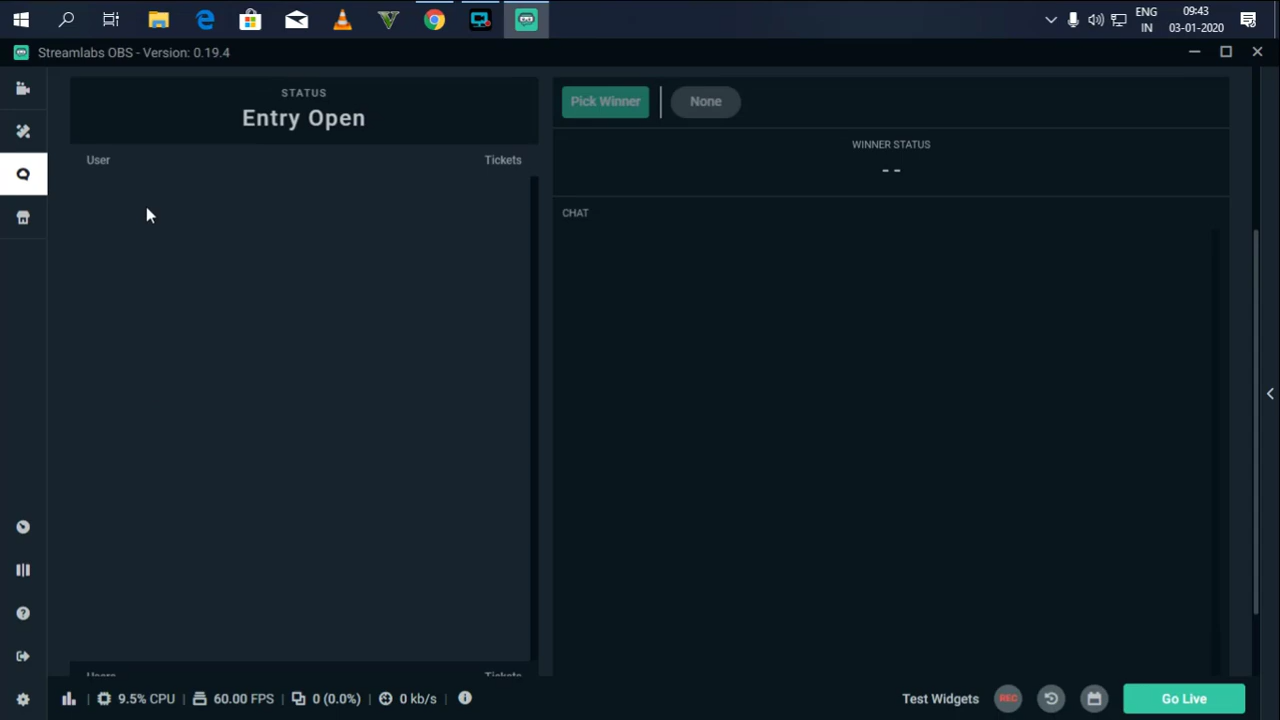 ENG
IN
09:43
03-01-2020
Streamlabs OBS - Version: 0.19.4
STATUS
Entry Open
User
Tickets
Pick Winner
None
WINNER STATUS
- -
CHAT
Users
Tickets
9.5% CPU
60.00 FPS
0 (0.0%)
0 kb/s
Test Widgets
REC
Go Live